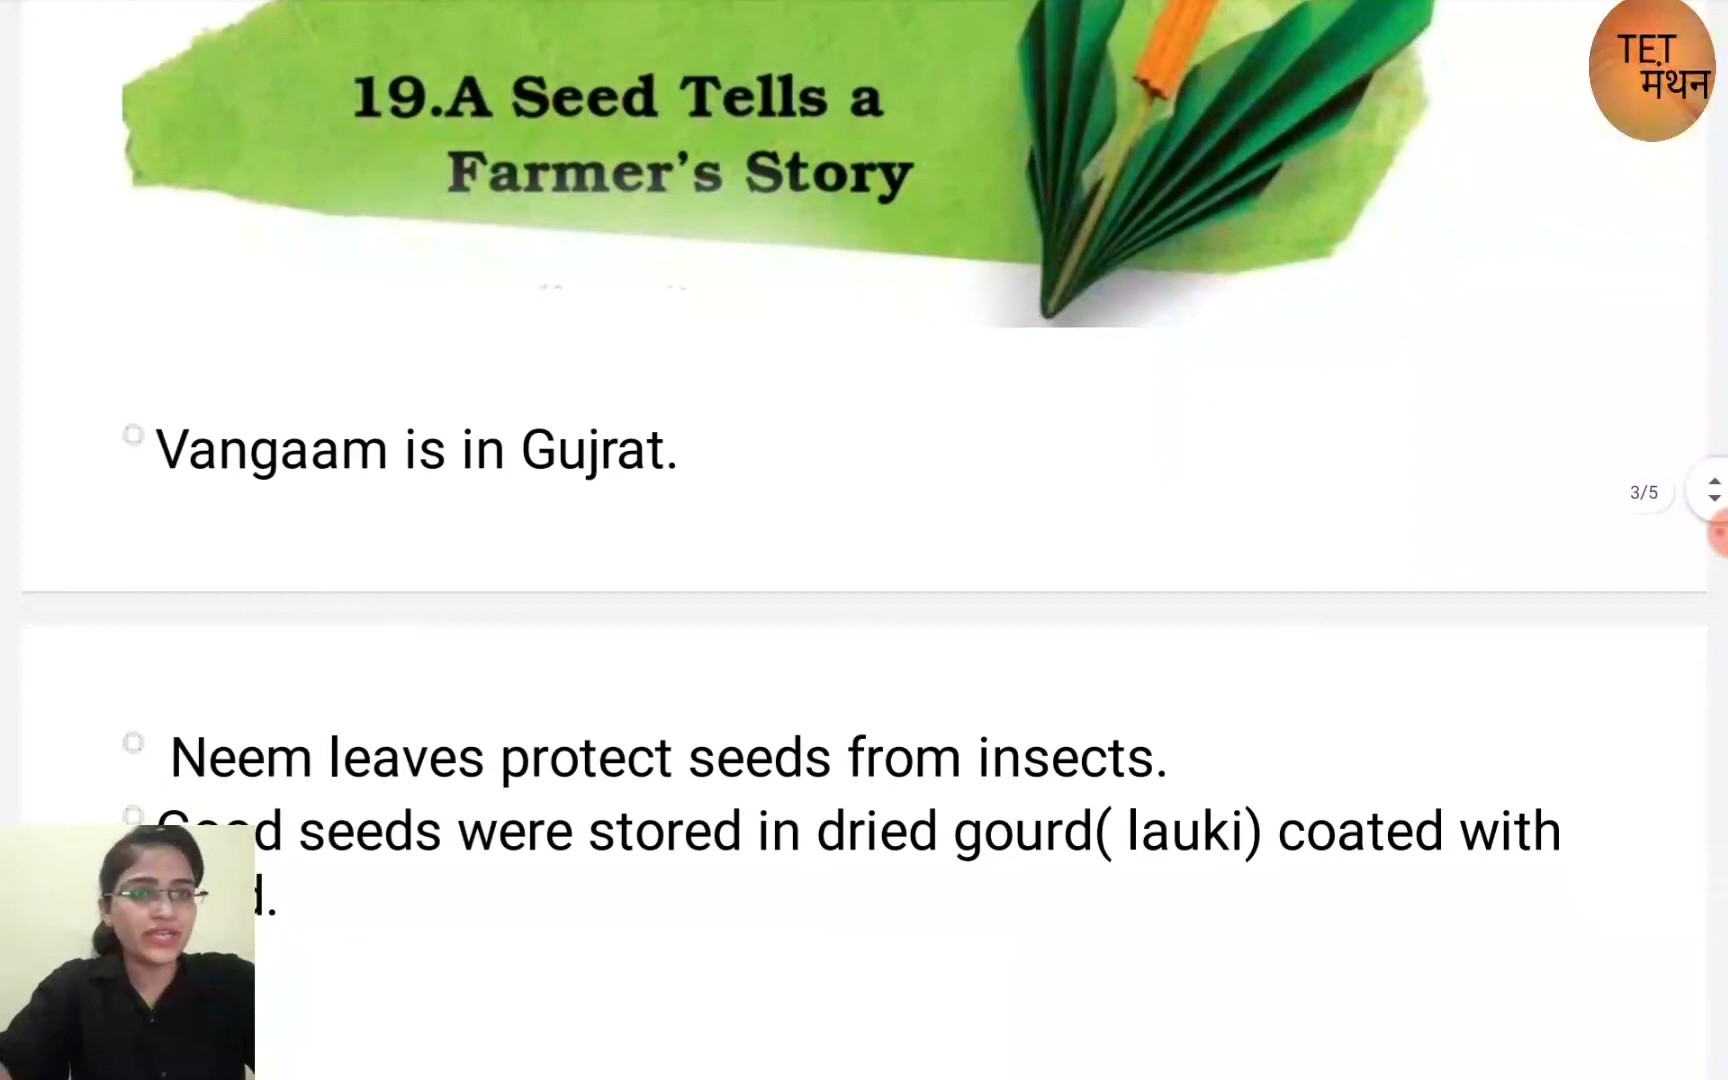 19.A Seed Tells a
Farmer's Story
TET
मंथन
Vangaam is in Gujrat.
3/5
Neem leaves protect seeds from insects.
seeds were stored in dried gourd( lauki) coated with